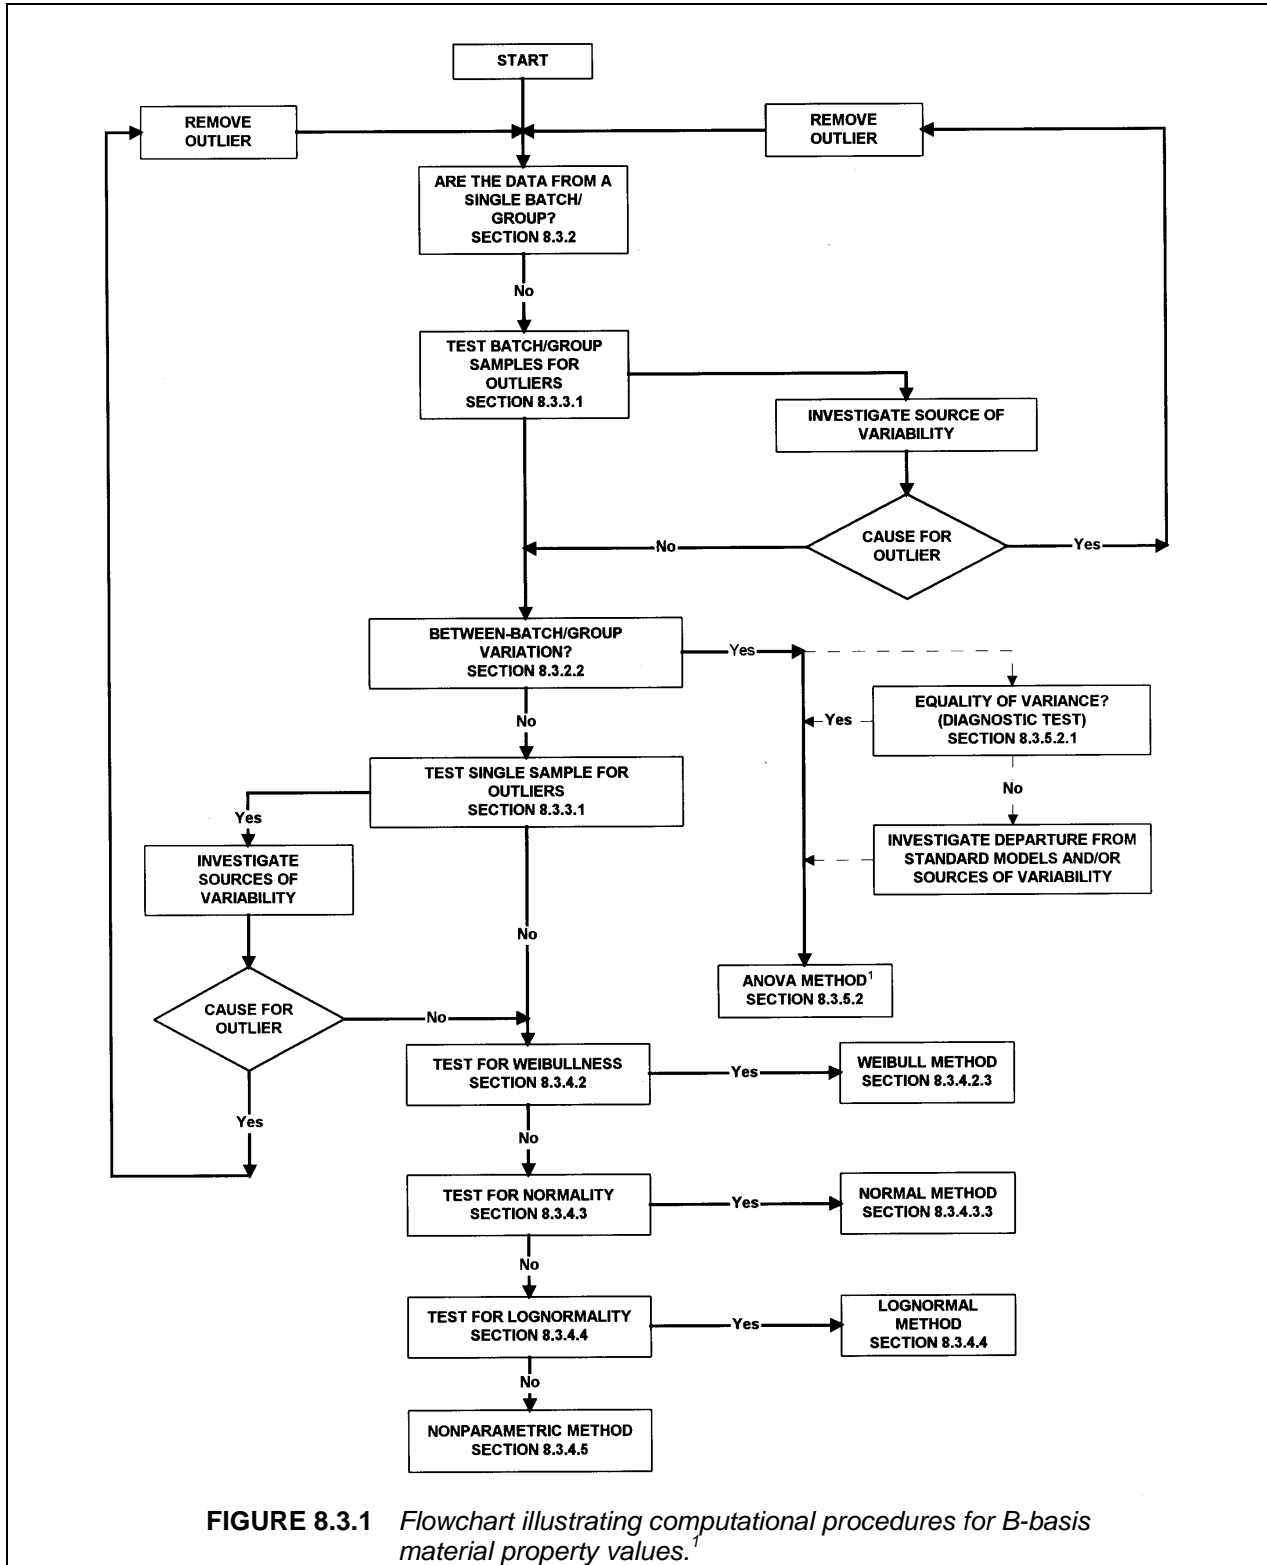 START
REMOVE
OUTLIER
REMOVE
OUTLIER
ARE THE DATA FROM A
SINGLE BATCH/
GROUP?
SECTION 8.3.2
No
TEST BATCH/GROUP
SAMPLES FOR
OUTLIERS
SECTION 8.3.3.1
INVESTIGATE SOURCE OF
VARIABILITY
CAUSE FOR
OUTLIER
No
Yes
BETWEEN-BATCH/GROUP
VARIATION?
SECTION 8.3.2.2
Yes
EQUALITY OF VARIANCE?
(DIAGNOSTIC TEST)
SECTION 8.3.5.2.1
Yes
No
No
TEST SINGLE SAMPLE FOR
OUTLIERS
SECTION 8.3.3.1
Yes
INVESTIGATE DEPARTURE FROM
STANDARD MODELS AND/OR
SOURCES OF VARIABILITY
INVESTIGATE
SOURCES OF
VARIABILITY
No
ANOVA METHOD¹
SECTION 8.3.5.2
CAUSE FOR
OUTLIER
No
Yes
TEST FOR WEIBULLNESS
SECTION 8.3.4.2
Yes
WEIBULL METHOD
SECTION 8.3.4.2.3
No
TEST FOR NORMALITY
SECTION 8.3.4.3
Yes
NORMAL METHOD
SECTION 8.3.4.3.3
No
TEST FOR LOGNORMALITY
SECTION 8.3.4.4
Yes
LOGNORMAL
METHOD
SECTION 8.3.4.4
No
NONPARAMETRIC METHOD
SECTION 8.3.4.5
FIGURE 8.3.1 Flowchart illustrating computational procedures for B-basis
material property values.¹